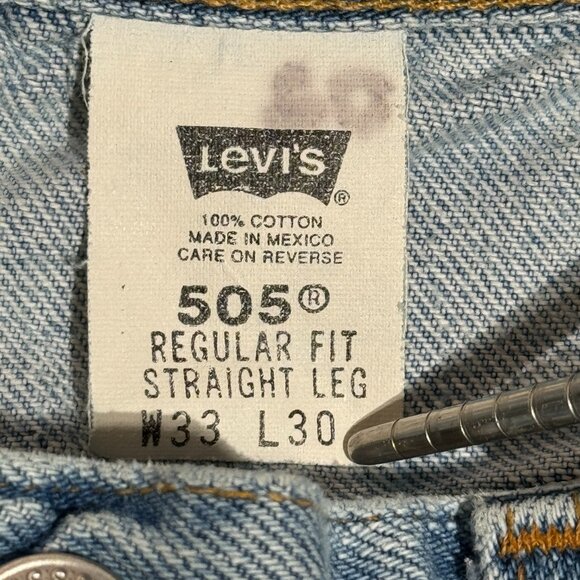 Levi's ®
100% COTTON
MADE IN MEXICO
CARE ON REVERSE
505®
REGULAR FIT
STRAIGHT LEG
W33 L30